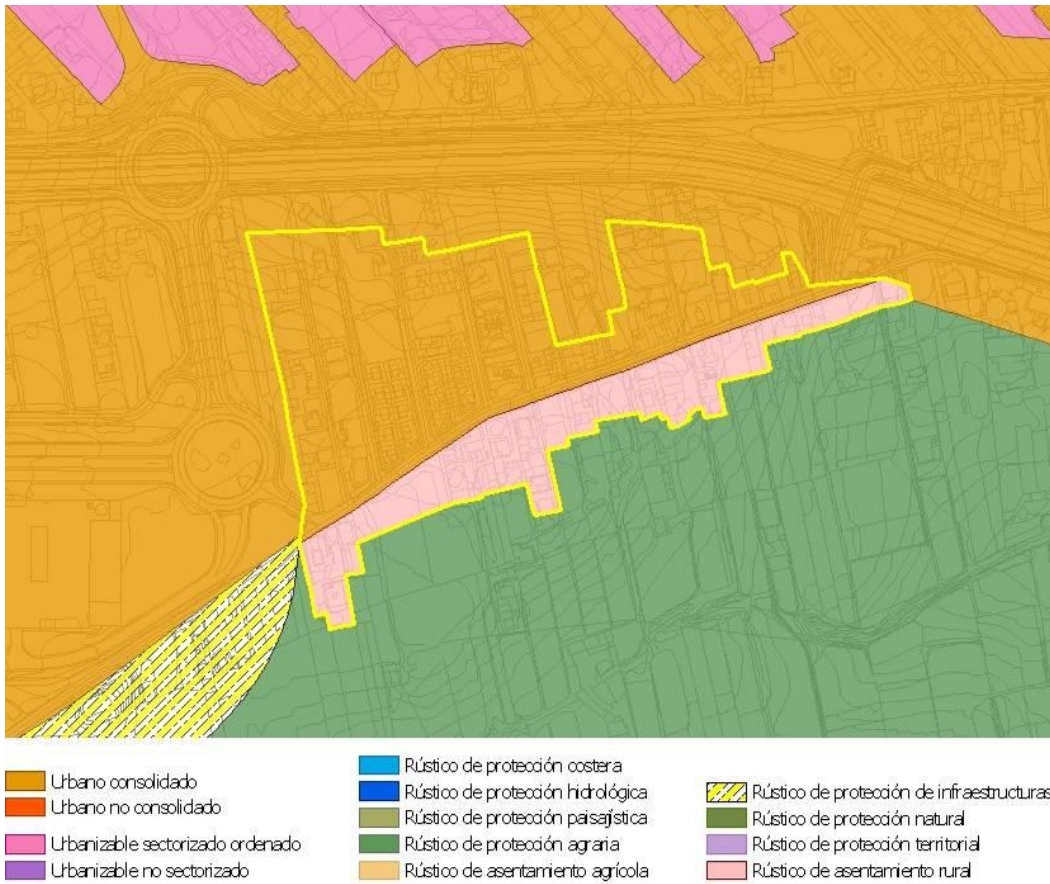 Urbano consolidado
Urbano no consolidado
Urbanizable sectorizado ordenado
Urbanizable no sectorizado
Rústico de protección costera
Rústico de protección hidrológica
Rústico de protección paisajística
Rústico de protección agraria
Rústico de asentamiento agrícola
Rústico de protección de infraestructuras
Rústico de protección natural
Rústico de protección territorial
Rústico de asentamiento rural